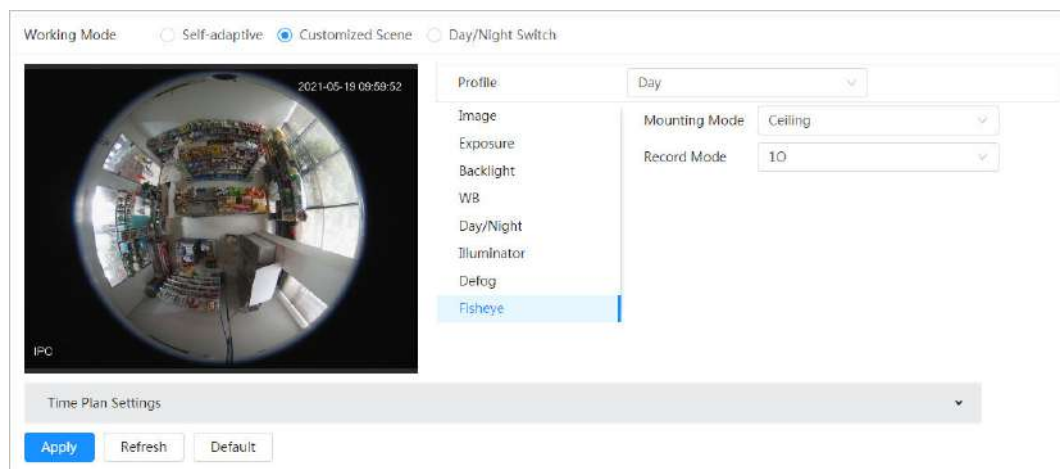 Working Mode Self-adaptive Customized Scene Day/Night Switch
2021-05-19 09:59:52
IPC
Profile Day
Image
Exposure
Backlight
WB
Day/Night
Illuminator
Defog
Fisheye
Mounting Mode Ceiling
Record Mode 1O
Time Plan Settings
Apply Refresh Default